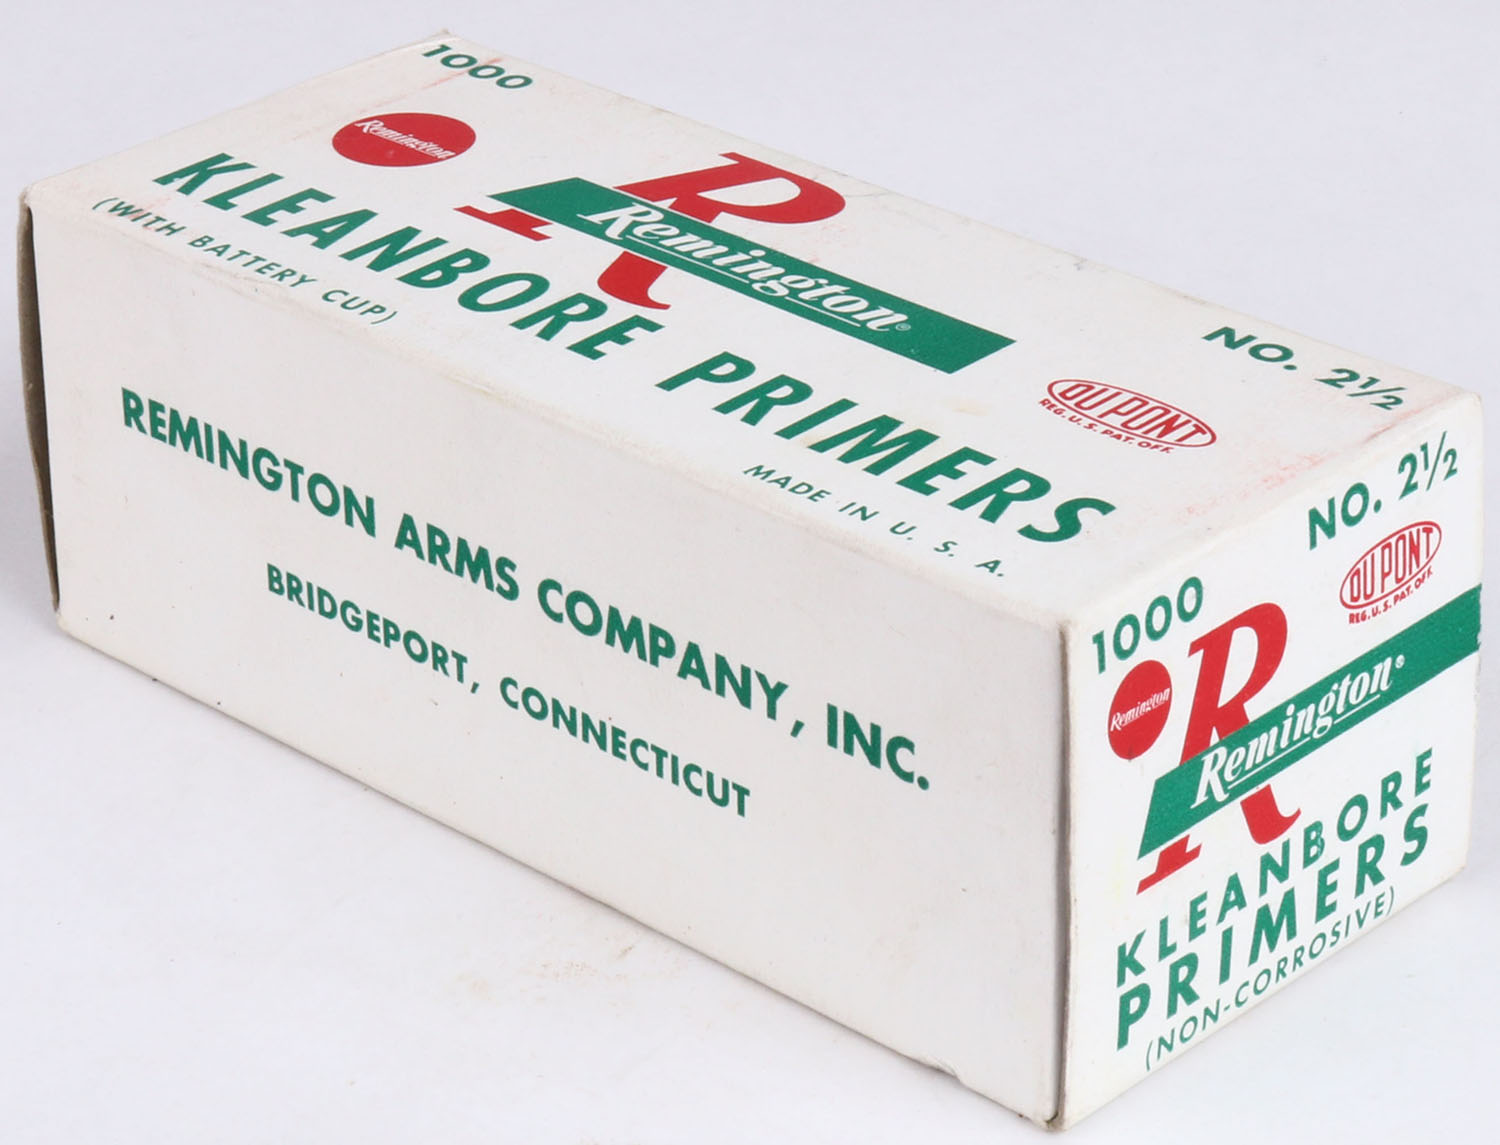 1000
Remington
Remington®
KLEANBORE PRIMERS
(WITH BATTERY CUP)
NO. 2½
DU PONT
REG. U. S. PAT. OFF.
MADE IN U. S. A.
REMINGTON ARMS COMPANY, INC.
BRIDGEPORT, CONNECTICUT
1000
NO. 2½
DU PONT
REG. U. S. PAT. OFF.
Remington
Remington®
KLEANBORE
PRIMERS
(NON-CORROSIVE)